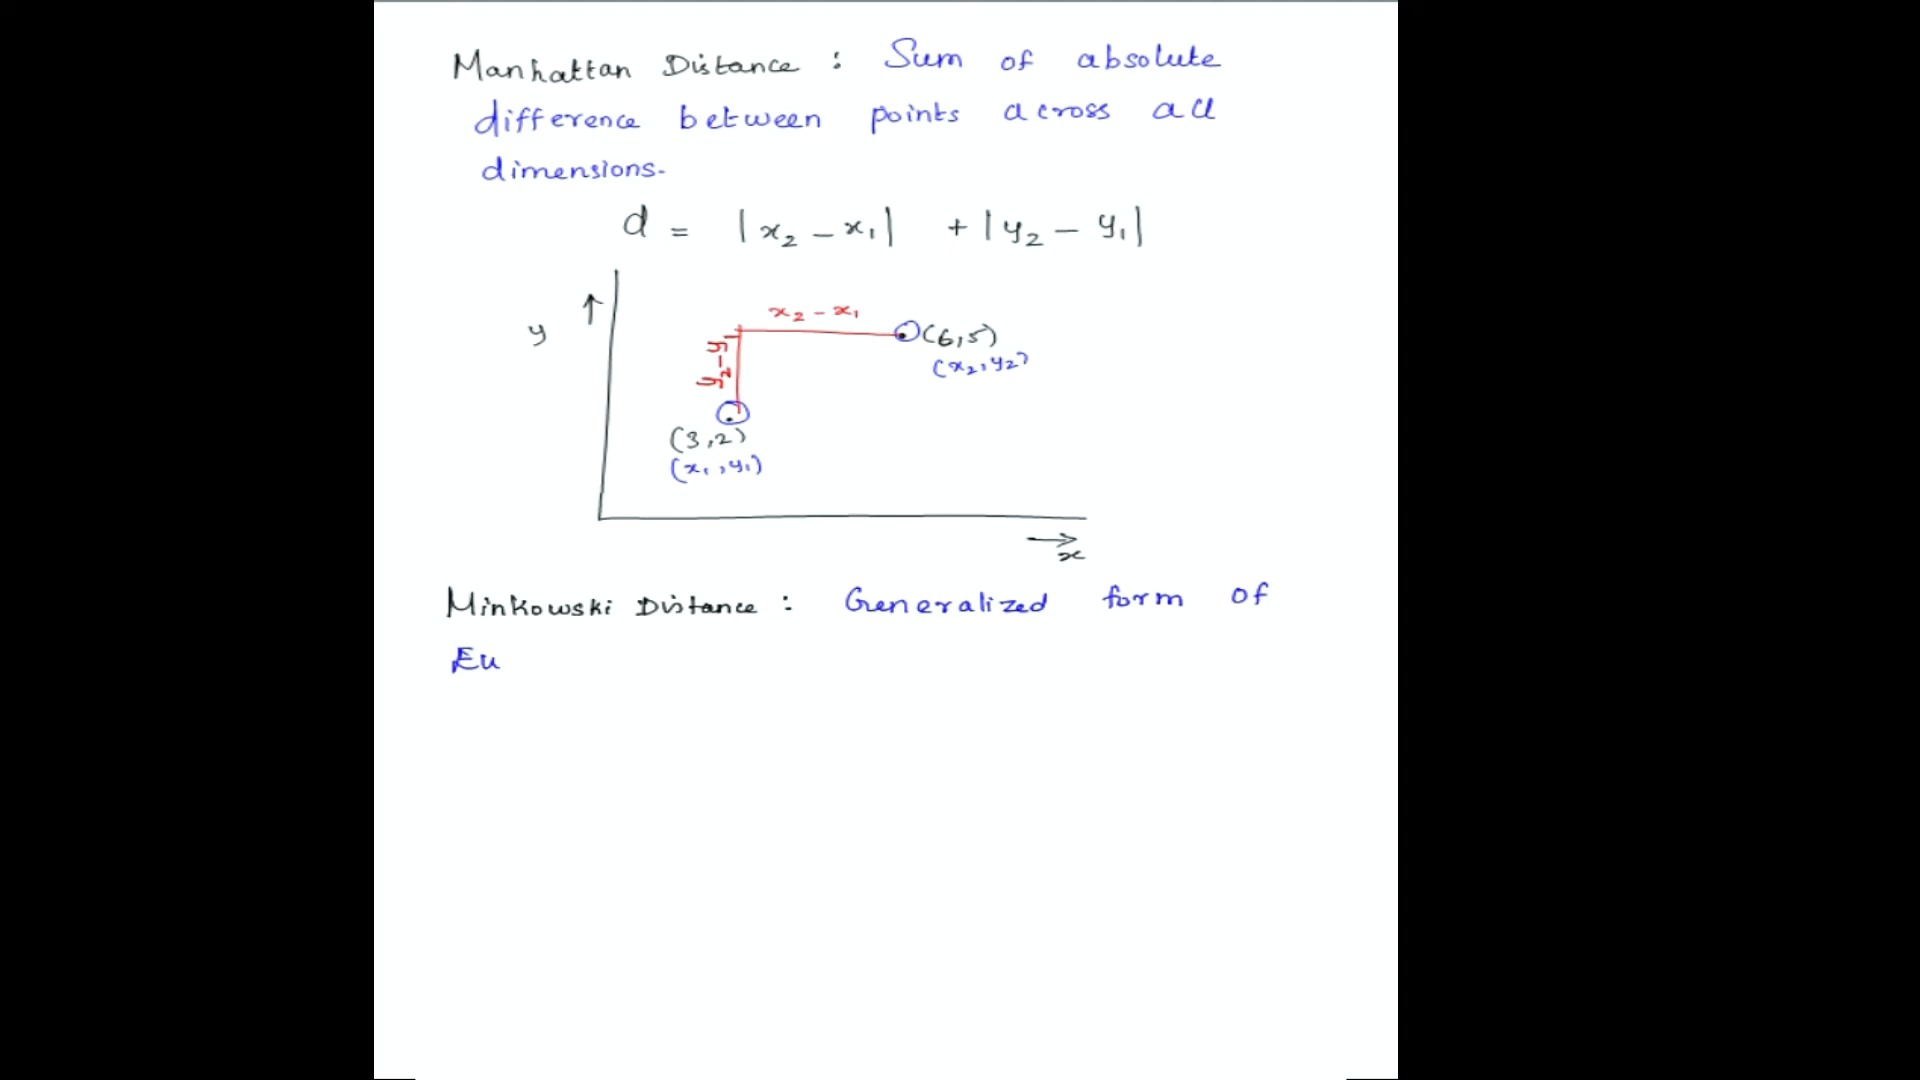 Manhattan Distance : Sum of absolute
difference between points across all
dimensions.
d = |x₂ - x₁| + |y₂ - y₁|
x₂ - x₁
y
y₂ - y₁
(6,5)
(x₂, y₂)
(3,2)
(x₁, y₁)
x
Minkowski Distance : Generalized form of
Eu